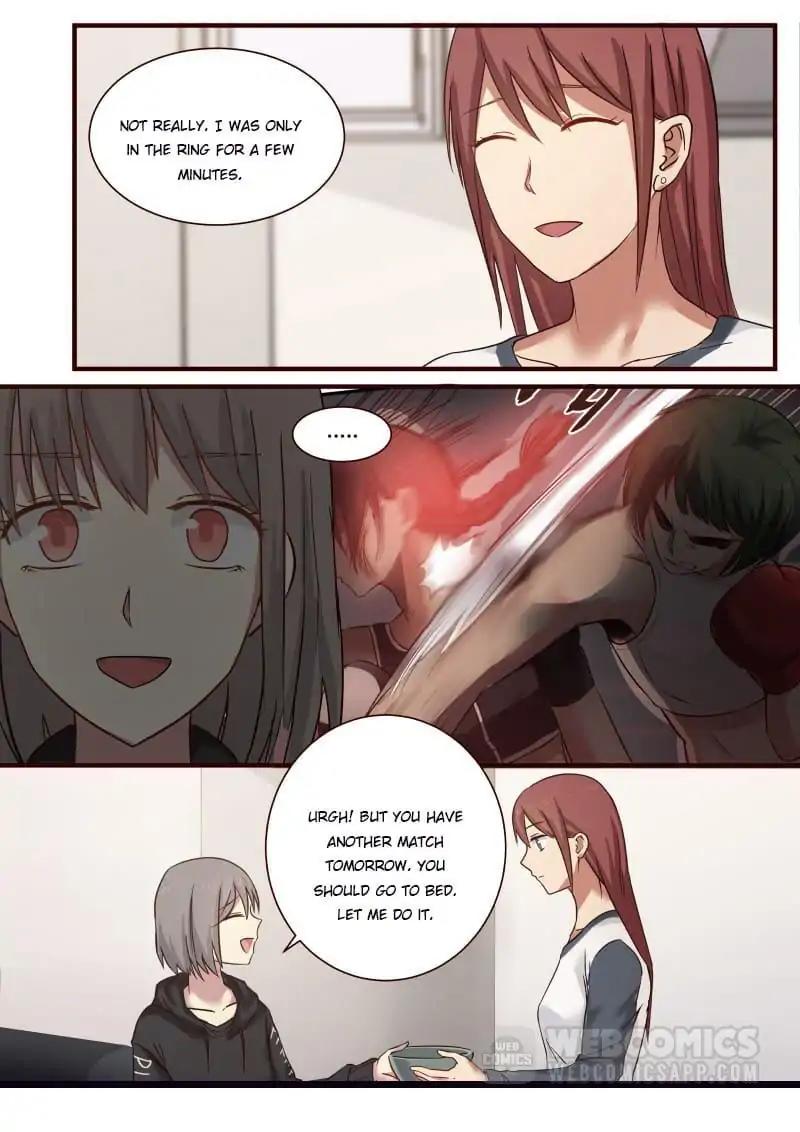 NOT REALLY. I WAS ONLY
IN THE RING FOR A FEW
MINUTES.
.....
URGH! BUT YOU HAVE
ANOTHER MATCH
TOMORROW. YOU
SHOULD GO TO BED.
LET ME DO IT.
WEB
COMICS
WEBCOMICS
WEBCOMICSAPP.COM